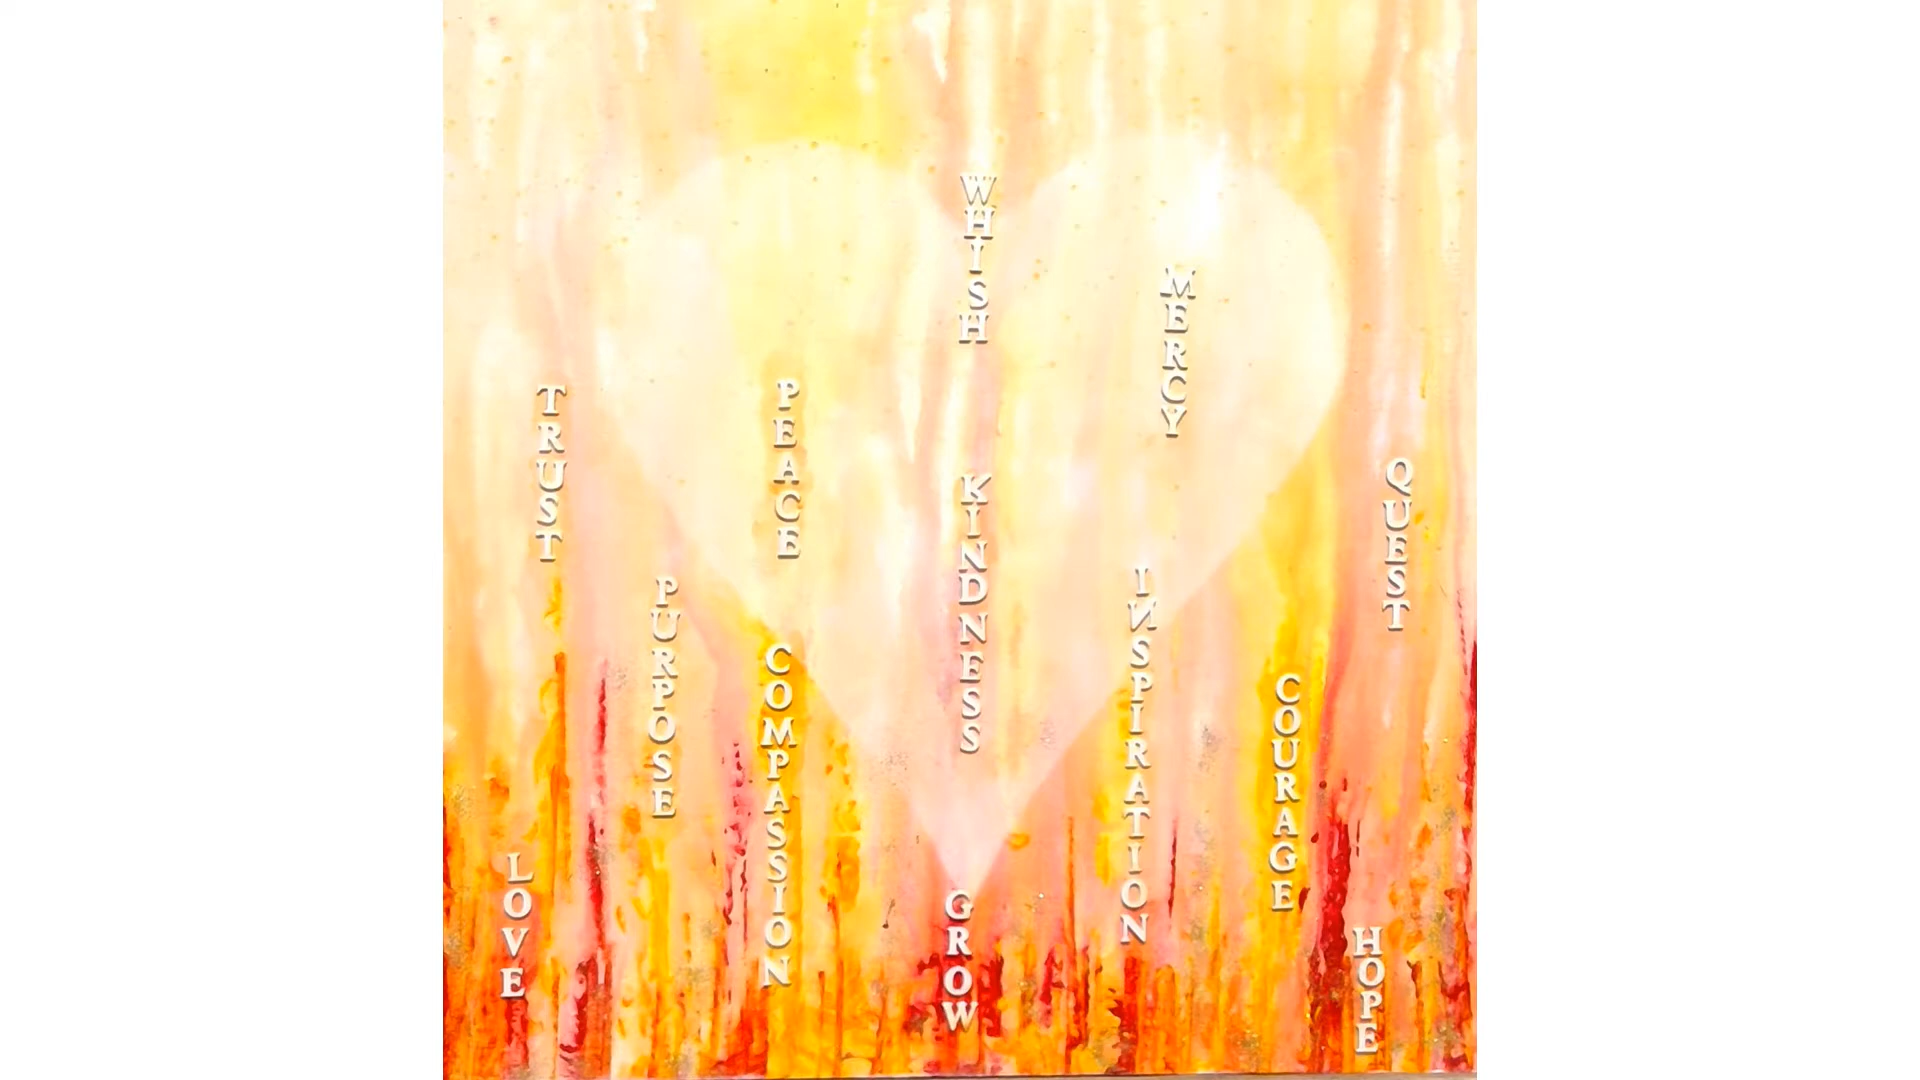 WHISH
MERCY
TRUST
PEACE
QUEST
KINDNESS
INSPIRATION
PURPOSE
COMPASSION
COURAGE
LOVE
GROW
HOPE